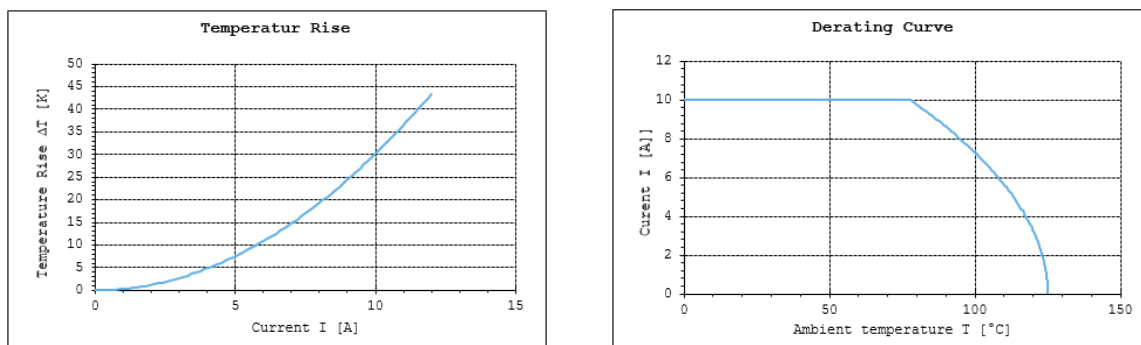 Temperatur Rise
Temperature Rise ΔT [K]
50
45
40
35
30
25
20
15
10
5
0
0 5 10 15
Current I [A]
Derating Curve
Curent I [A]]
12
10
8
6
4
2
0
0 50 100 150
Ambient temperature T [°C]